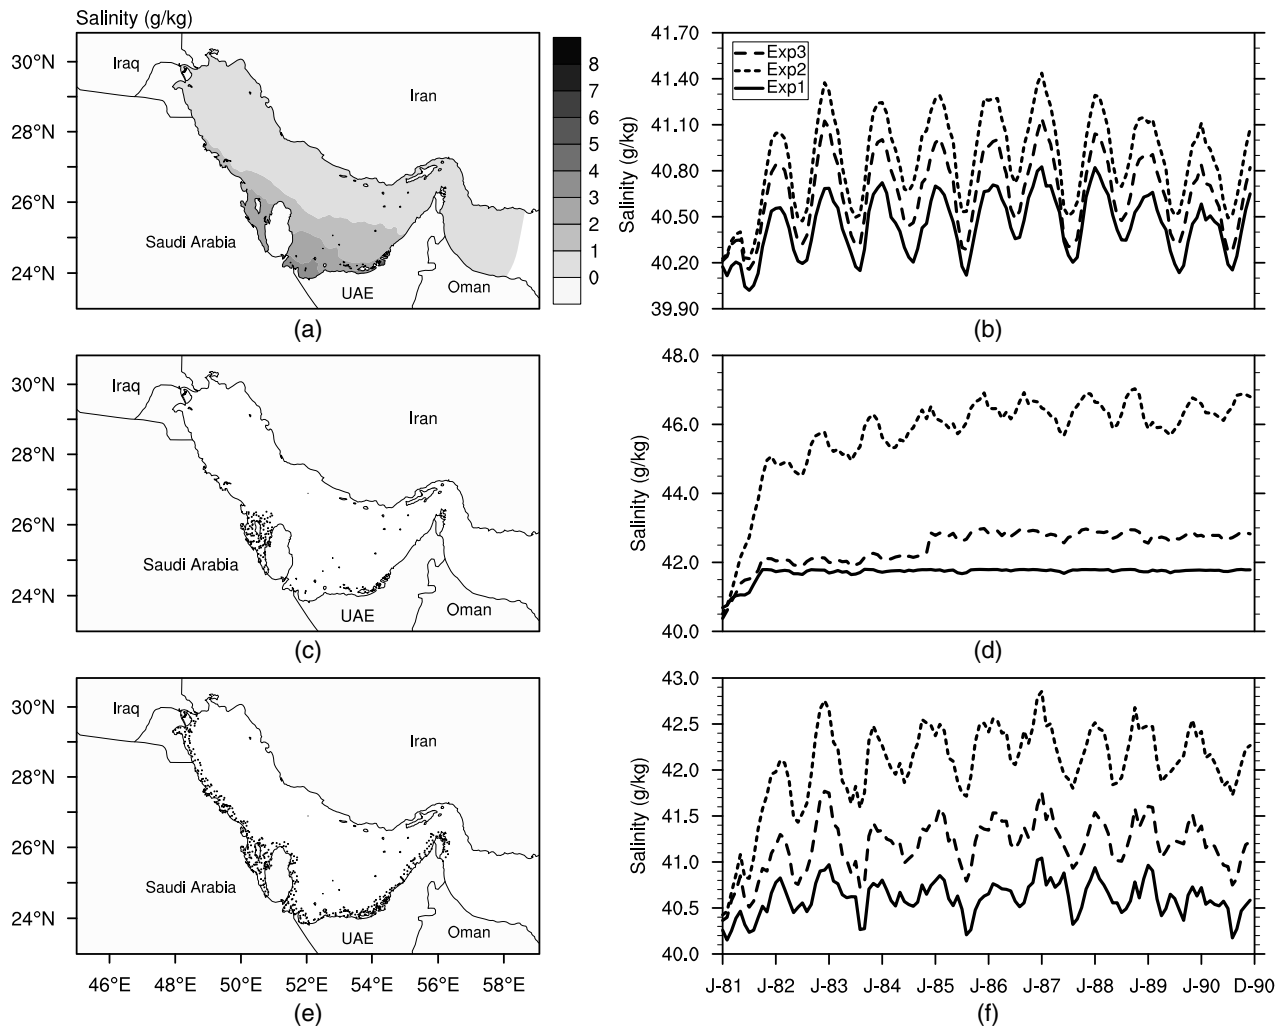 Salinity (g/kg)
30°N
28°N
26°N
24°N
Iraq
Iran
Saudi Arabia
UAE
Oman
8
7
6
5
4
3
2
1
0
(a)
Salinity (g/kg)
41.70
41.40
41.10
40.80
40.50
40.20
39.90
Exp3
Exp2
Exp1
(b)
30°N
28°N
26°N
24°N
Iraq
Iran
Saudi Arabia
UAE
Oman
(c)
Salinity (g/kg)
48.0
46.0
44.0
42.0
40.0
(d)
30°N
28°N
26°N
24°N
Iraq
Iran
Saudi Arabia
UAE
Oman
46°E 48°E 50°E 52°E 54°E 56°E 58°E
(e)
Salinity (g/kg)
43.0
42.5
42.0
41.5
41.0
40.5
40.0
J-81 J-82 J-83 J-84 J-85 J-86 J-87 J-88 J-89 J-90 D-90
(f)